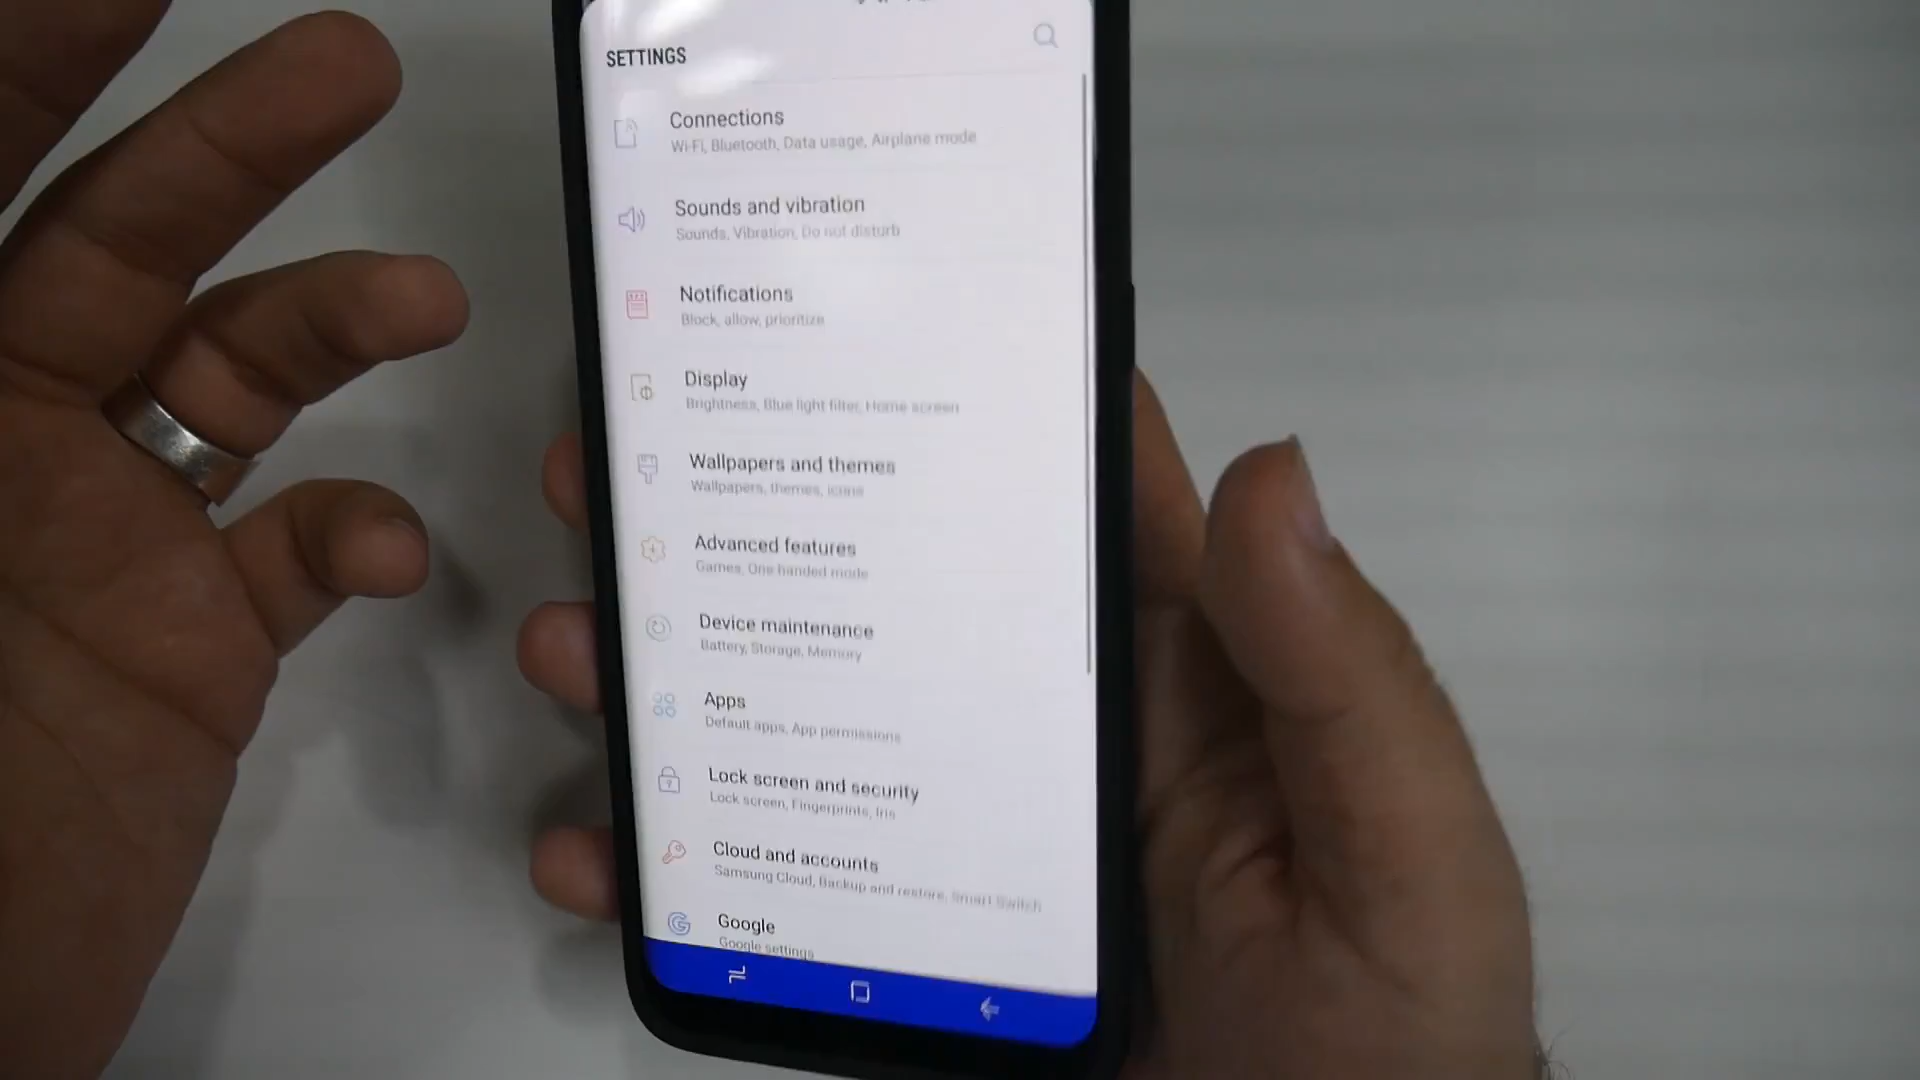 SETTINGS
Connections
Wi-Fi, Bluetooth, Data usage, Airplane mode
Sounds and vibration
Sounds, Vibration, Do not disturb
Notifications
Block, allow, prioritize
Display
Brightness, Blue light filter, Home screen
Wallpapers and themes
Wallpapers, themes, icons
Advanced features
Games, One handed mode
Device maintenance
Battery, Storage, Memory
Apps
Default apps, App permissions
Lock screen and security
Lock screen, Fingerprints, Iris
Cloud and accounts
Samsung Cloud, Backup and restore, Smart Switch
Google
Google settings